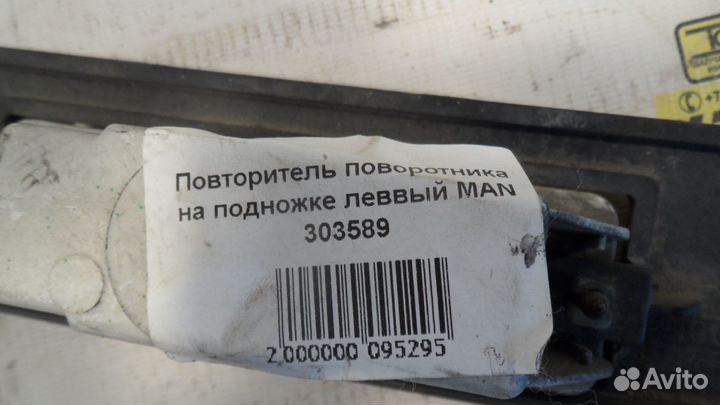 Повторитель поворотника
на подножке леввый MAN
303589
2 000000 095295
Avito